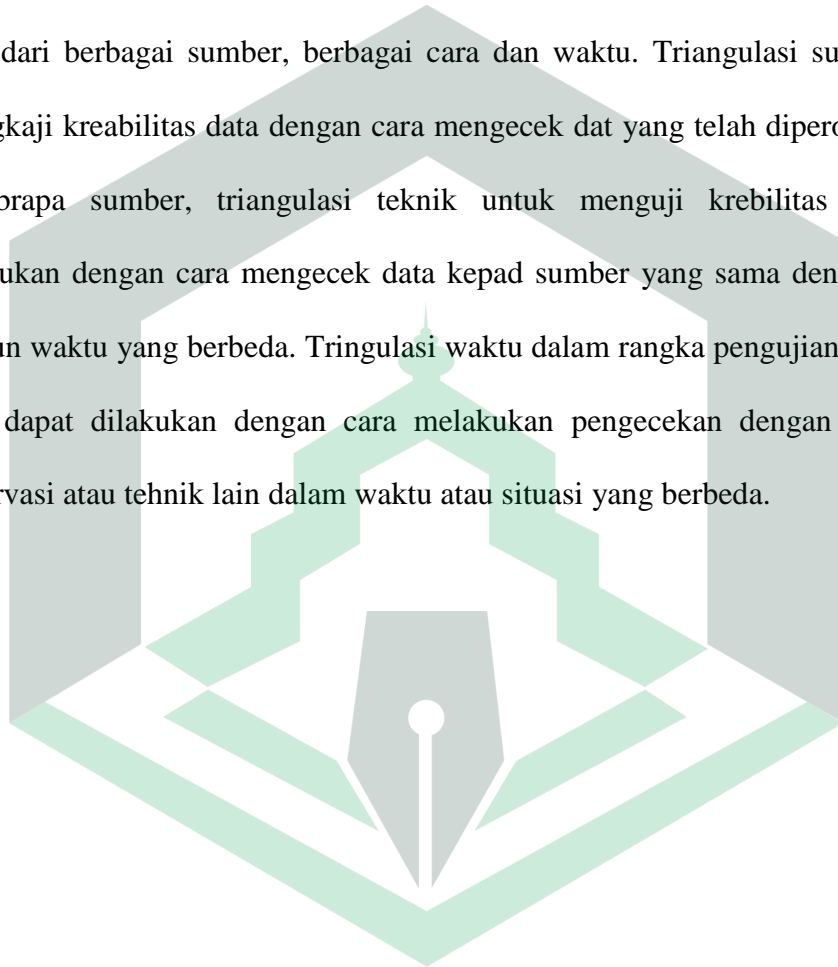 dari berbagai sumber, berbagai cara dan waktu. Triangulasi su
gkaji kreabilitas data dengan cara mengecek dat yang telah dipero
brapa sumber, triangulasi teknik untuk menguji krebilitas
ukan dengan cara mengecek data kepad sumber yang sama den
un waktu yang berbeda. Tringulasi waktu dalam rangka pengujian
dapat dilakukan dengan cara melakukan pengecekan dengan
rvasi atau tehnik lain dalam waktu atau situasi yang berbeda.